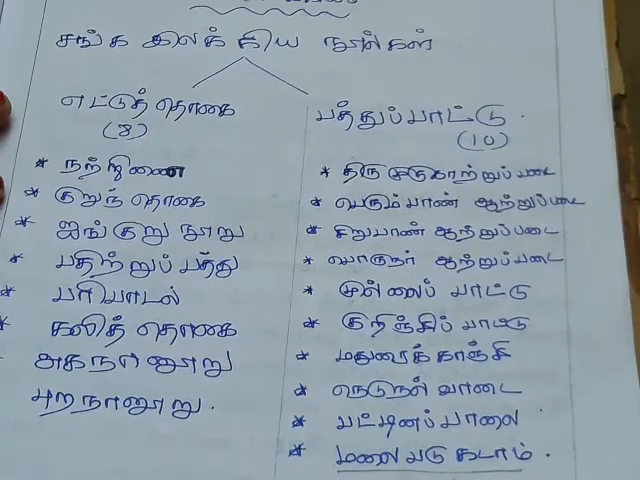 சங்க இலக்கிய நூல்கள்
எட்டுத் தொகை
(8)
* நற்றிணை
* குறுந் தொகை
* ஐங்குறு நூறு
* பதிற்றுப் பத்து
* பரிபாடல்
* கலித் தொகை
அகநானூறு
புறநானூறு.
பத்துப்பாட்டு.
(10)
* திருமுருகாற்றுப்படை
* பெரும்பாண் ஆற்றுப்படை
* சிறுபாண் ஆற்றுப்படை
* பொருநர் ஆற்றுப்படை
* முல்லைப் பாட்டு
* குறிஞ்சிப் பாட்டு
* மதுரைக்காஞ்சி
* நெடுநல் வாடை
* பட்டினப் பாலை
* மலைபடு கடாம்.